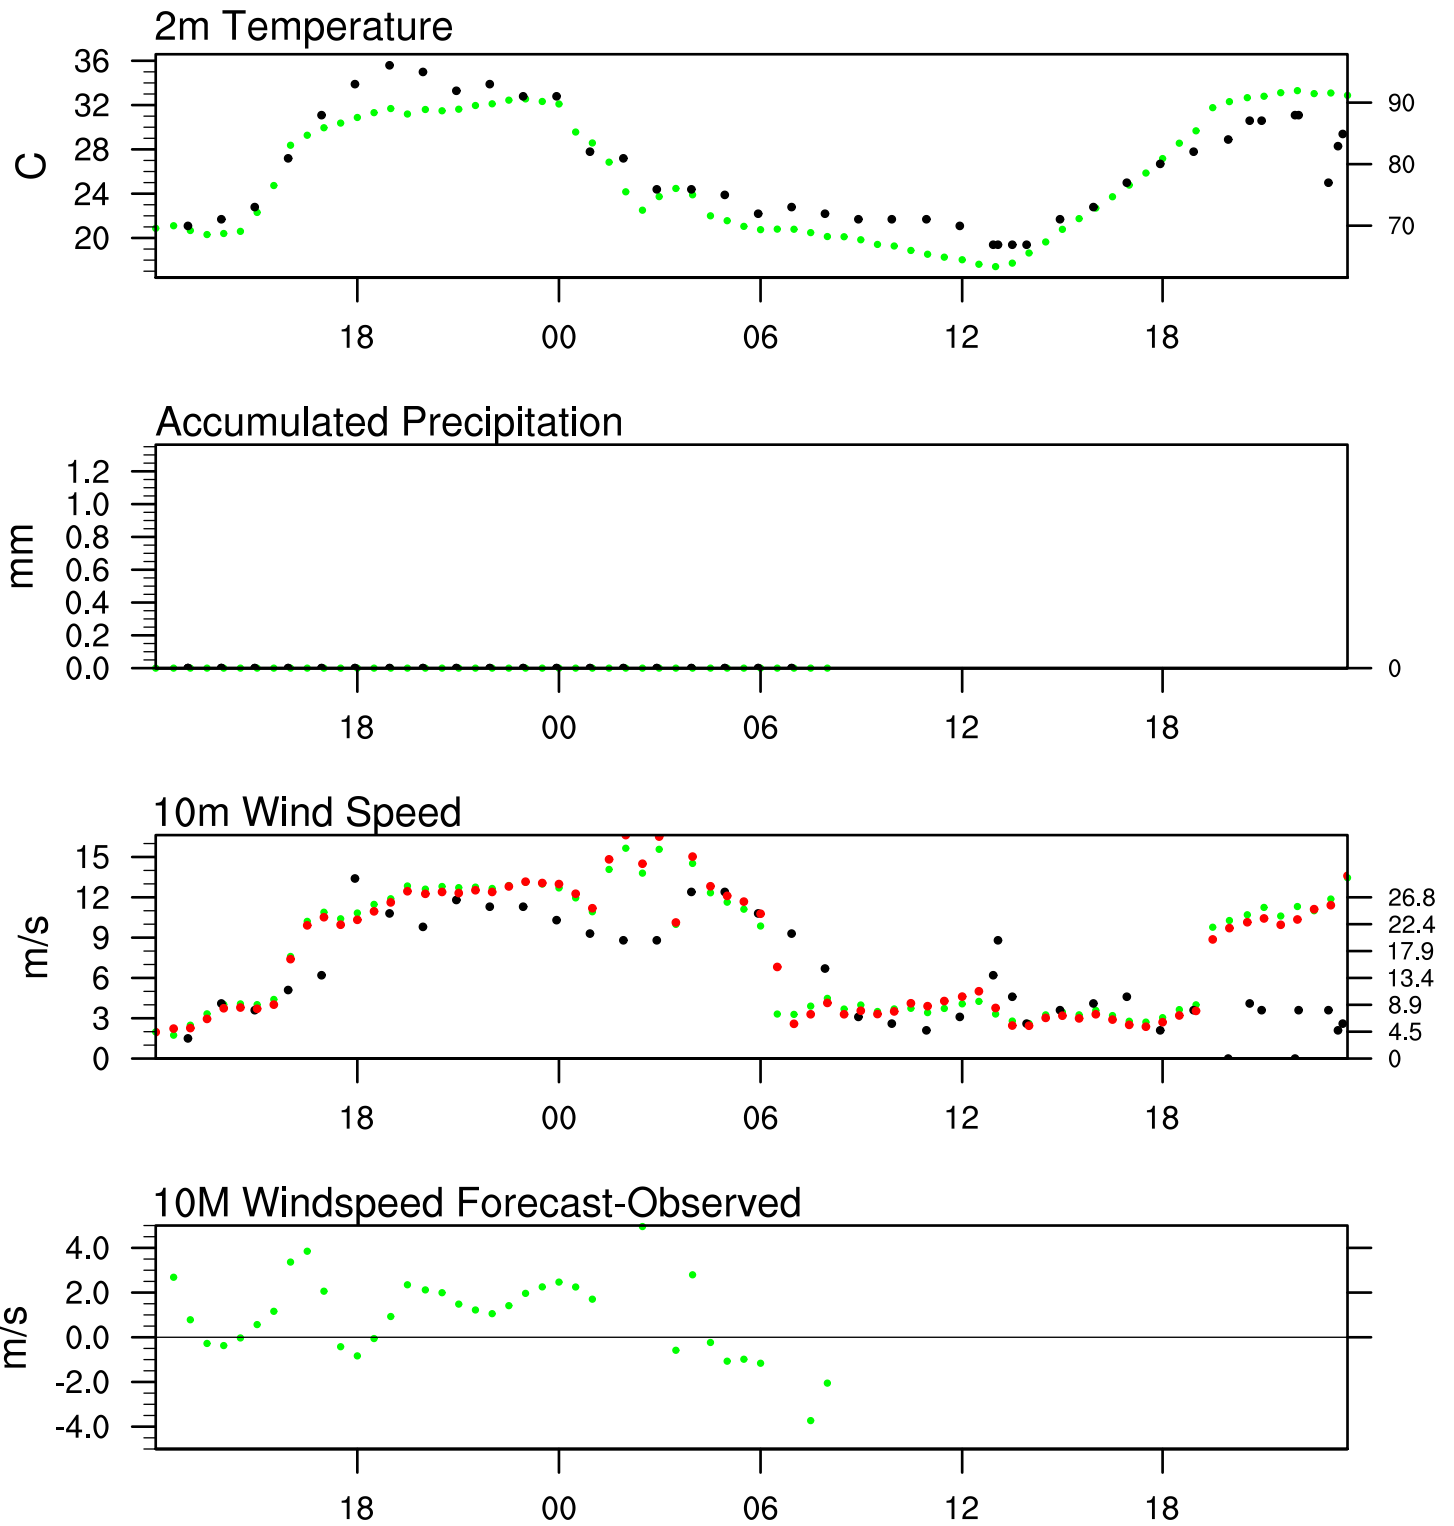 2m Temperature
36
32
28
24
20
C
90
80
70
18 00 06 12 18
Accumulated Precipitation
1.2
1.0
0.8
0.6
0.4
0.2
0.0
mm
0
18 00 06 12 18
10m Wind Speed
15
12
9
6
3
0
m/s
26.8
22.4
17.9
13.4
8.9
4.5
0
18 00 06 12 18
10M Windspeed Forecast-Observed
4.0
2.0
0.0
-2.0
-4.0
m/s
18 00 06 12 18